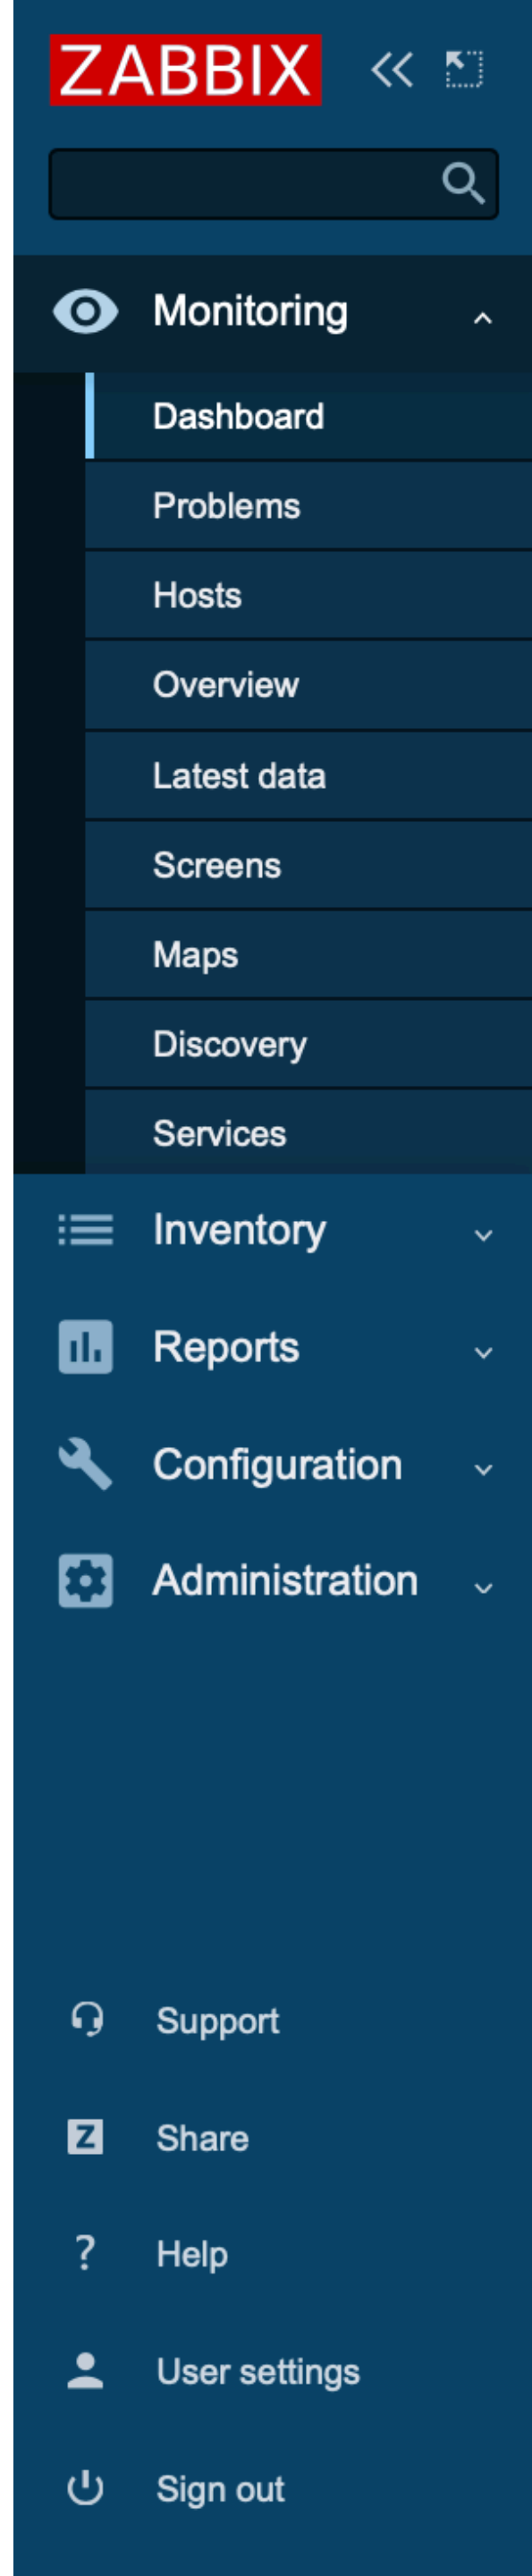 ZABBIX
Monitoring
Dashboard
Problems
Hosts
Overview
Latest data
Screens
Maps
Discovery
Services
Inventory
Reports
Configuration
Administration
Support
Z Share
? Help
User settings
Sign out